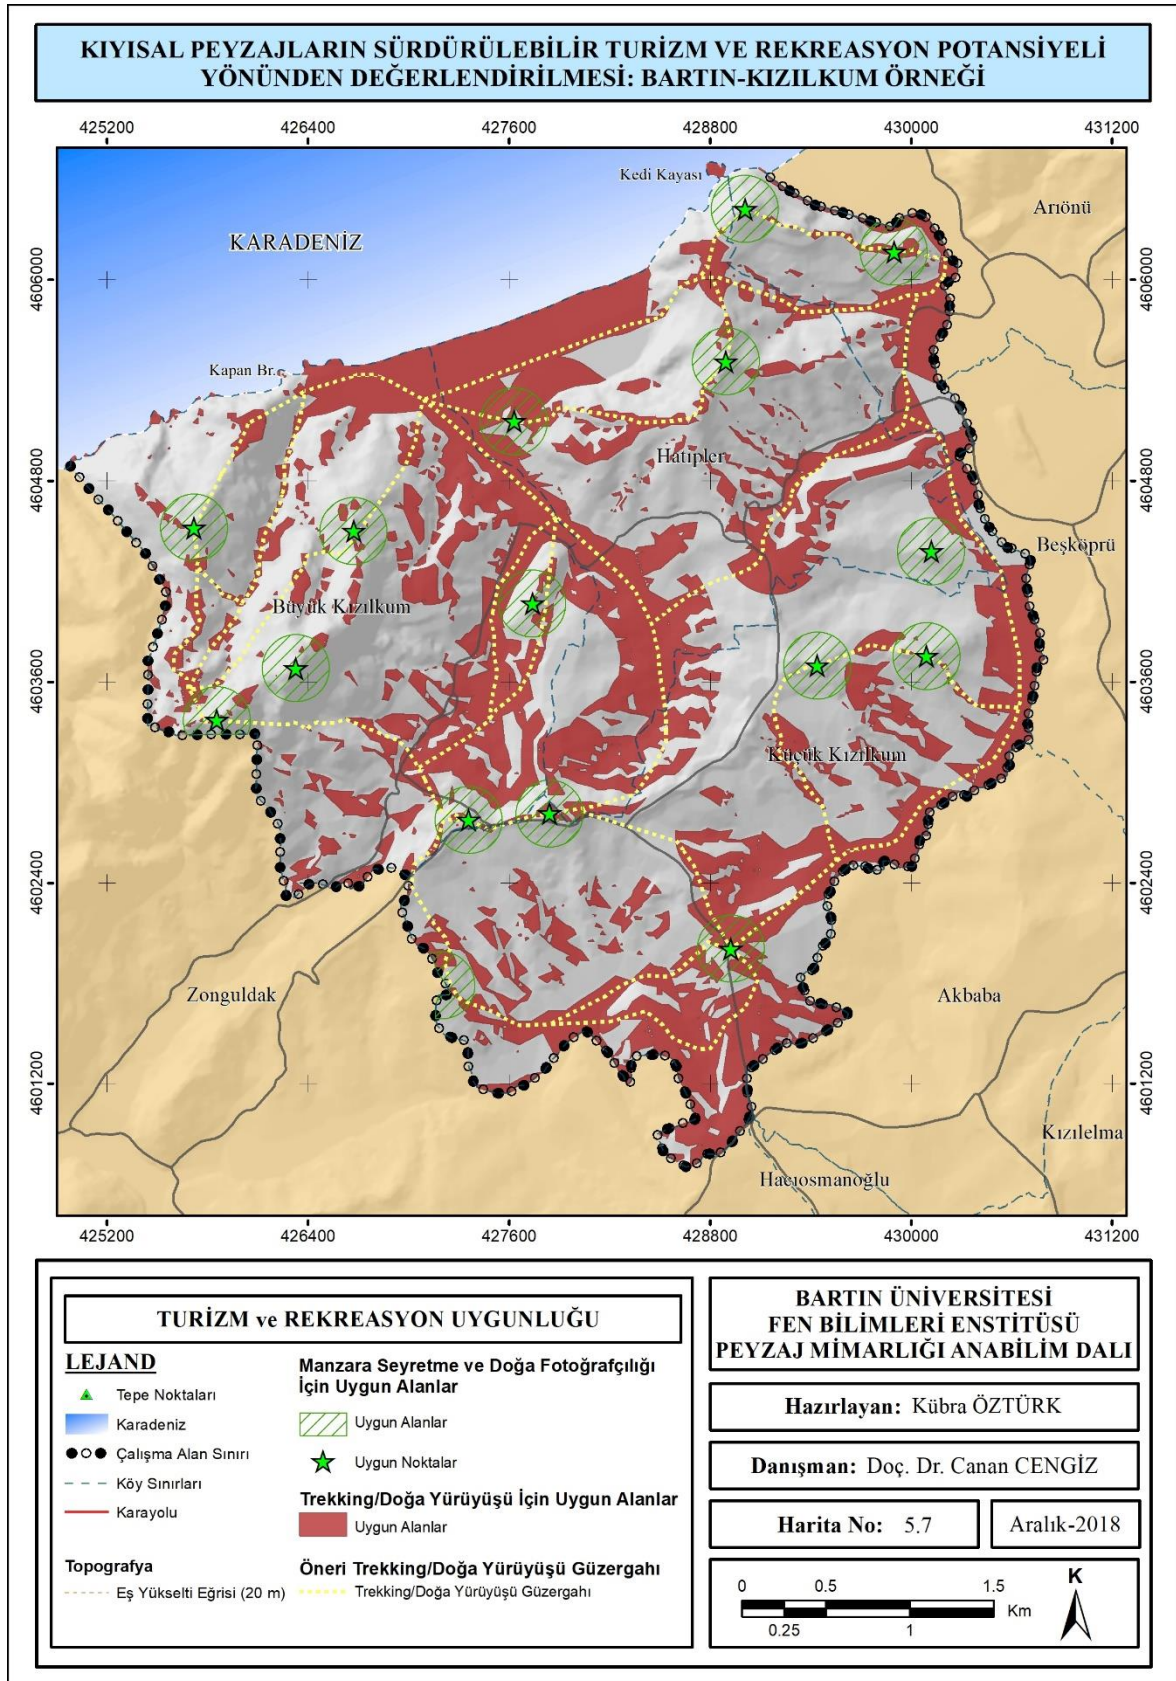 KIYISAL PEYZAJLARIN SÜRDÜRÜLEBİLİR TURİZM VE REKREASYON POTANSİYELİ
YÖNÜNDEN DEĞERLENDİRİLMESİ: BARTIN-KIZILKUM ÖRNEĞİ
425200 426400 427600 428800 430000 431200
Kedi Kayası
Arıönü
KARADENİZ
4606000 4606000
Kapan Br.
Hatıpler
4604800 4604800
Beşköprü
Büyük Kızılkum
4603600 4603600
Küçük Kızılkum
4602400 4602400
Zonguldak
Akbaba
4601200 4601200
Kızılelma
Hacıosmanoğlu
425200 426400 427600 428800 430000 431200
TURİZM ve REKREASYON UYGUNLUĞU
LEJAND
Tepe Noktaları
Karadeniz
Çalışma Alan Sınırı
Köy Sınırları
Karayolu
Topografya
Eş Yükselti Eğrisi (20 m)
Manzara Seyretme ve Doğa Fotoğrafçılığı
İçin Uygun Alanlar
Uygun Alanlar
Uygun Noktalar
Trekking/Doğa Yürüyüşü İçin Uygun Alanlar
Uygun Alanlar
Öneri Trekking/Doğa Yürüyüşü Güzergahı
Trekking/Doğa Yürüyüşü Güzergahı
BARTIN ÜNİVERSİTESİ
FEN BİLİMLERİ ENSTİTÜSÜ
PEYZAJ MİMARLIĞI ANABİLİM DALI
Hazırlayan: Kübra ÖZTÜRK
Danışman: Doç. Dr. Canan CENGİZ
Harita No: 5.7
Aralık-2018
0 0.5 1.5
Km
0.25 1
K